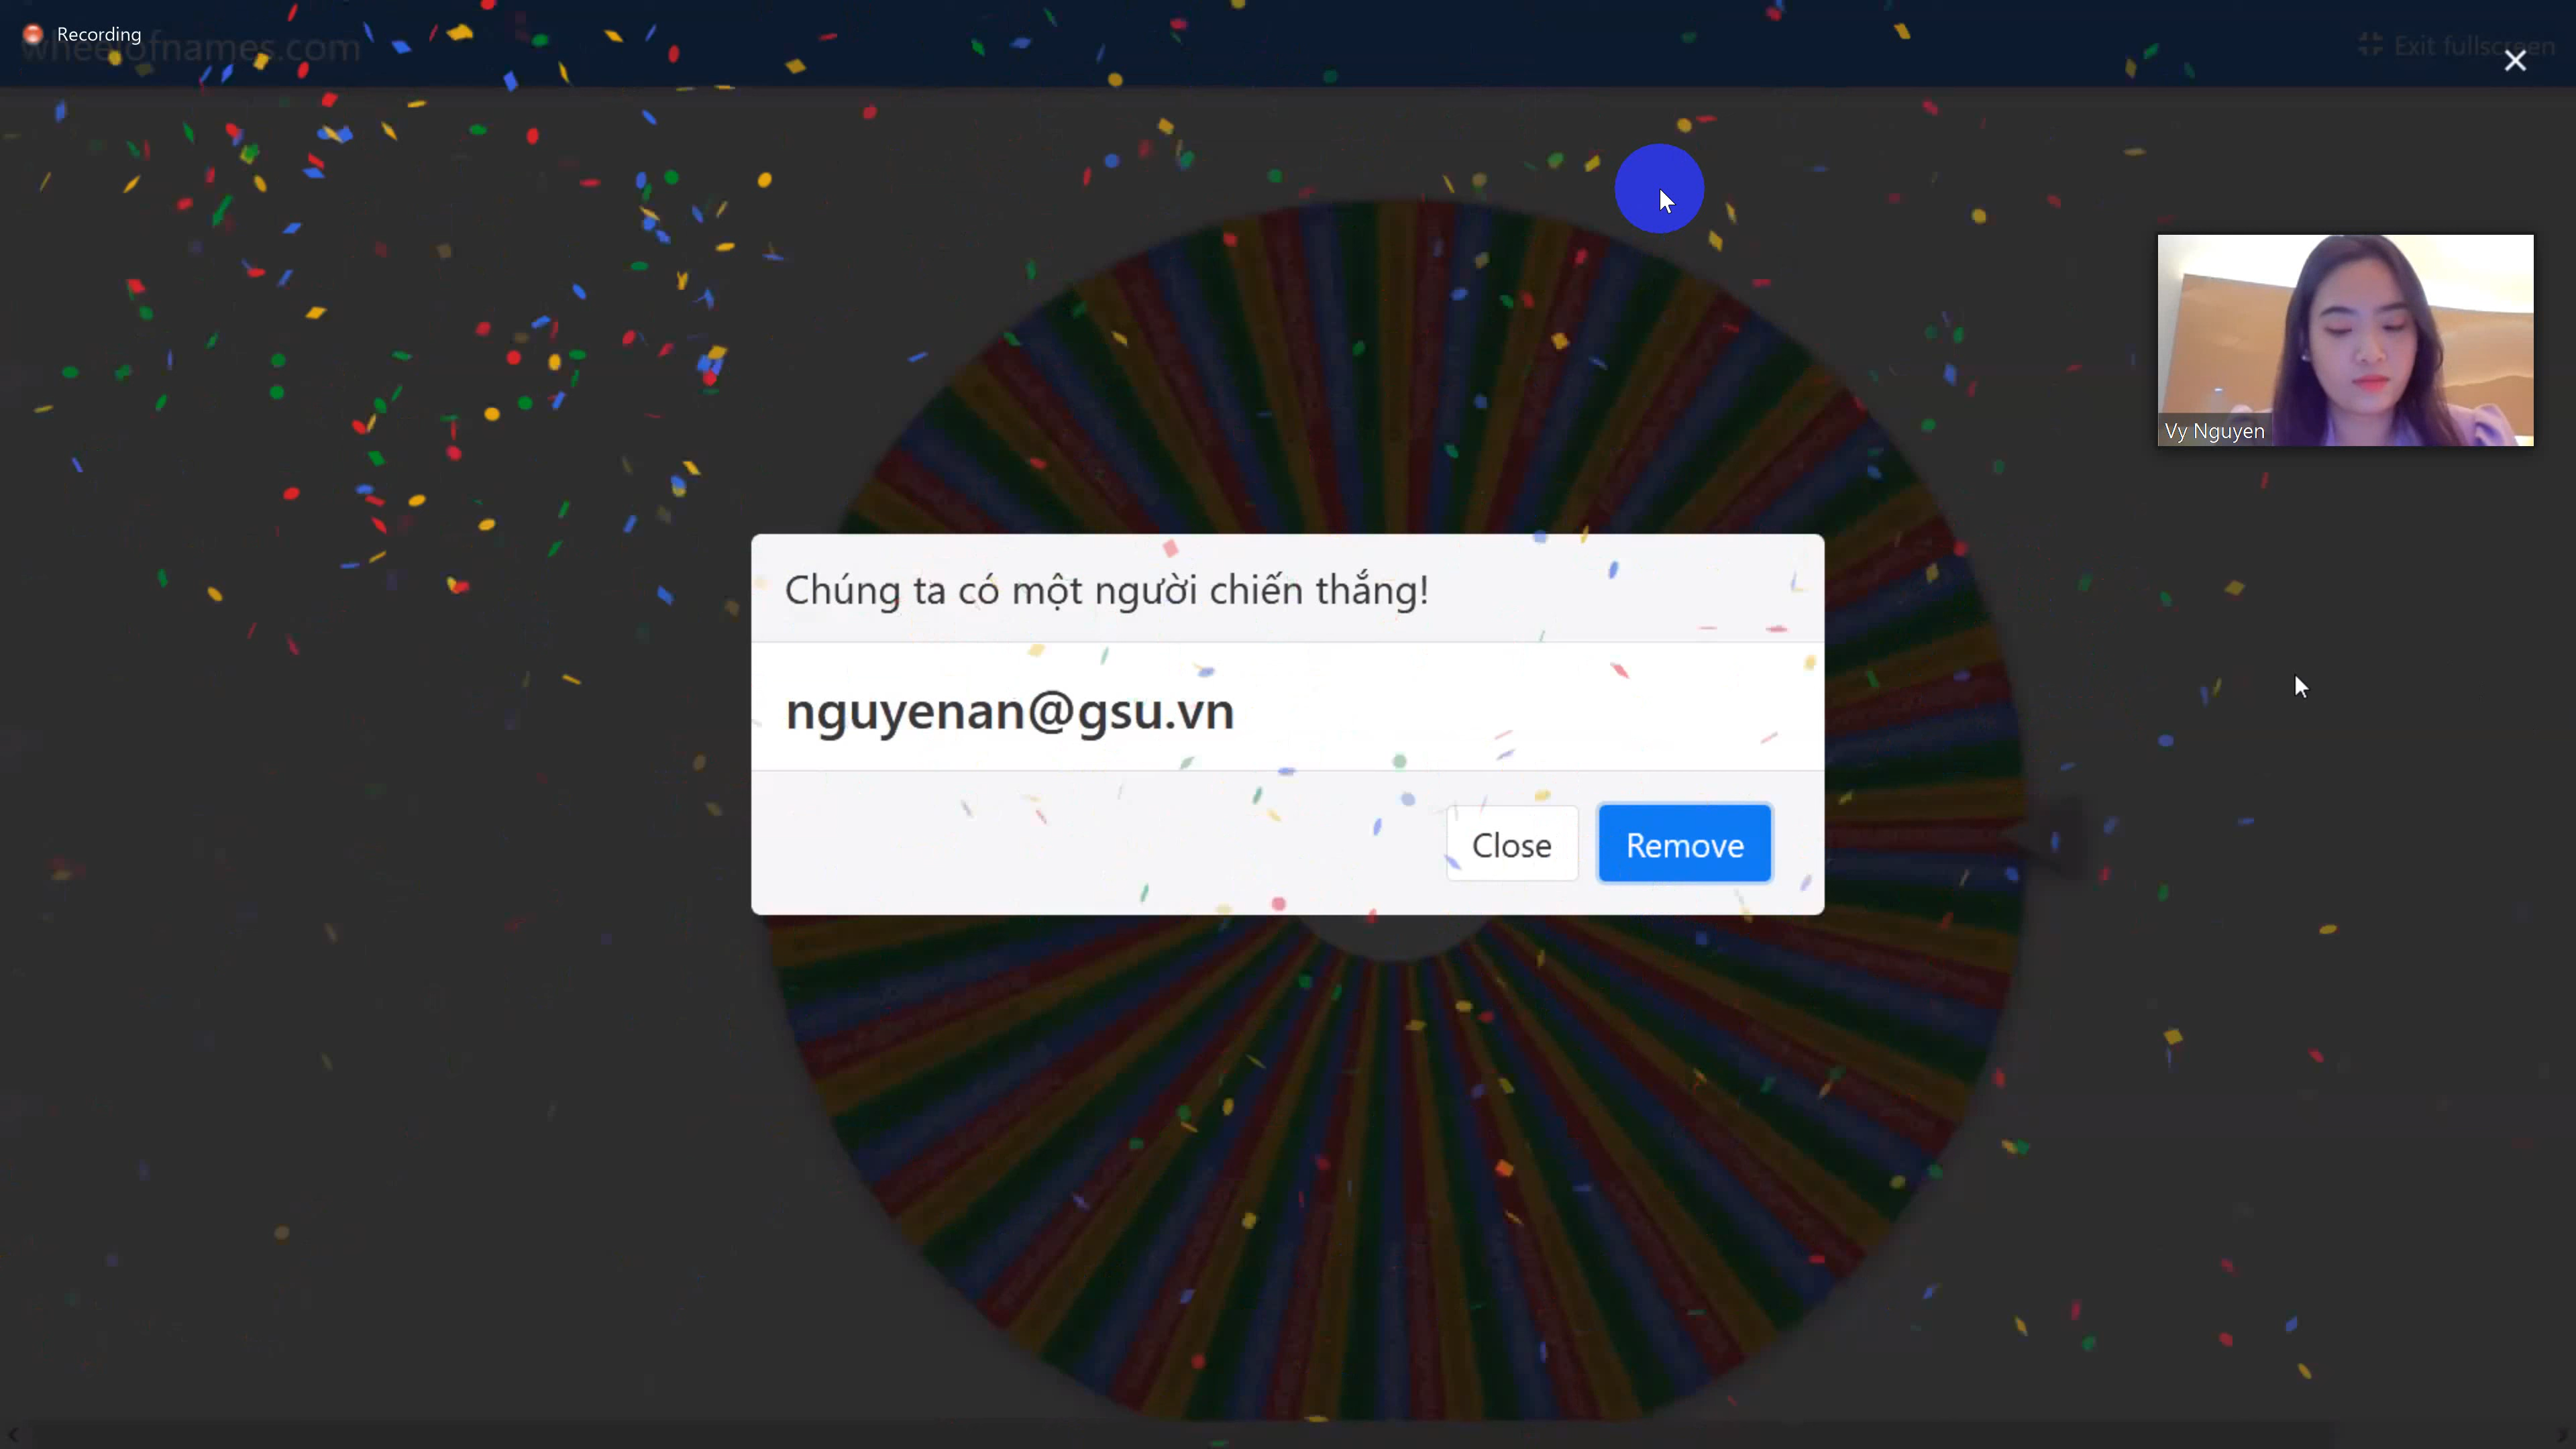 Recording
wheelofnames.com
Exit fullscreen
Vy Nguyen
Chúng ta có một người chiến thắng!
nguyenan@gsu.vn
Close
Remove